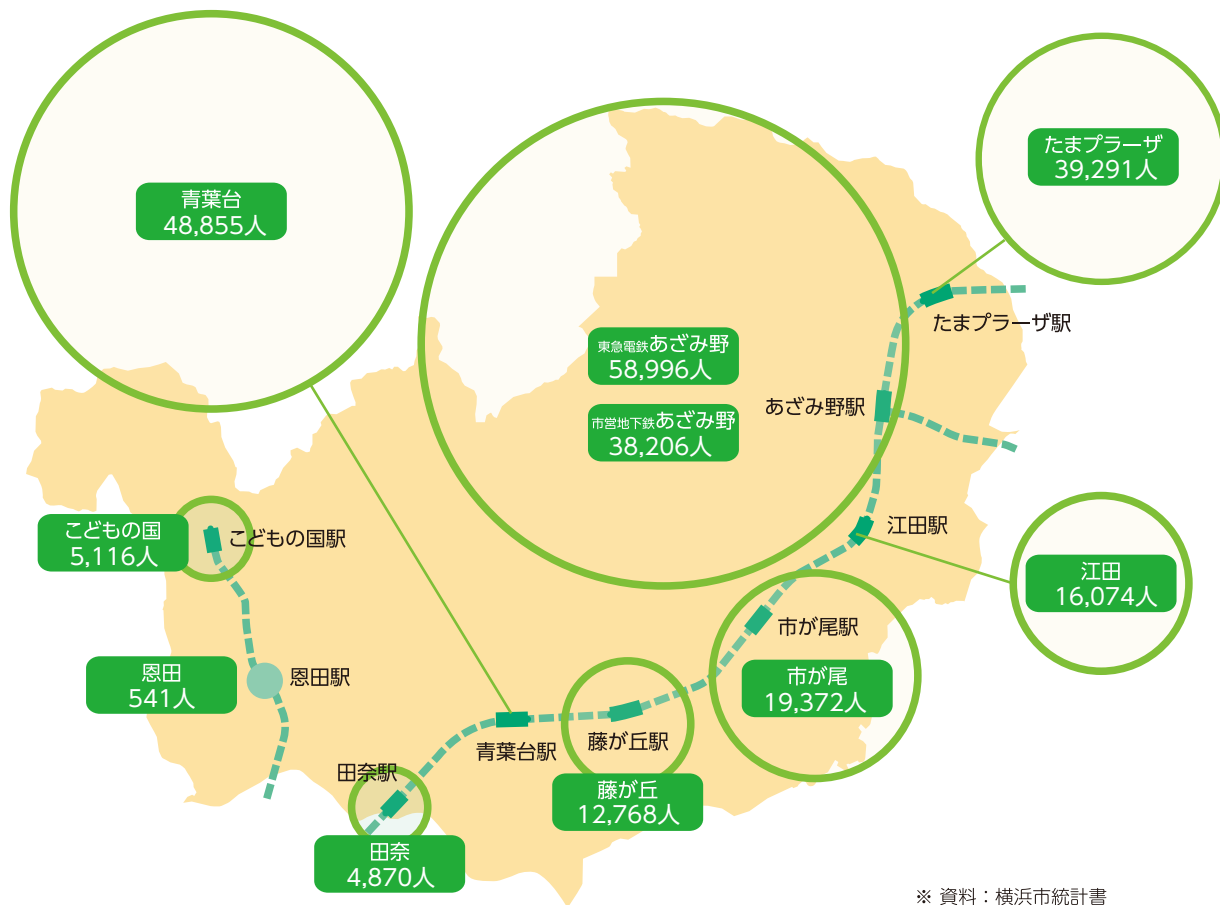 青葉台
48,855人
たまプラーザ
39,291人
たまプラーザ駅
東急電鉄あざみ野
58,996人
市営地下鉄あざみ野
38,206人
あざみ野駅
こどもの国
5,116人
こどもの国駅
江田駅
江田
16,074人
市が尾駅
市が尾
19,372人
恩田
541人
恩田駅
青葉台駅
藤が丘駅
藤が丘
12,768人
田奈駅
田奈
4,870人
※ 資料：横浜市統計書